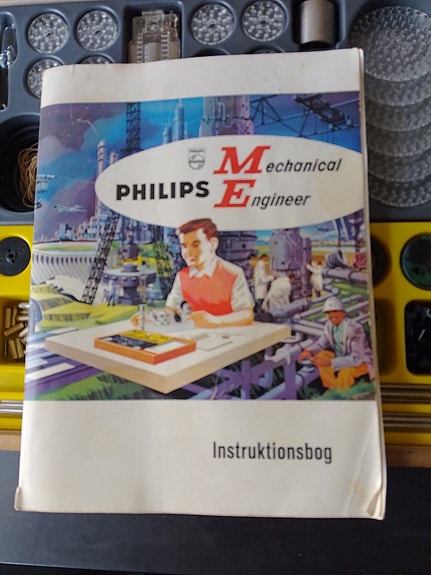 PHILIPS
Mechanical
Engineer
Instruktionsbog